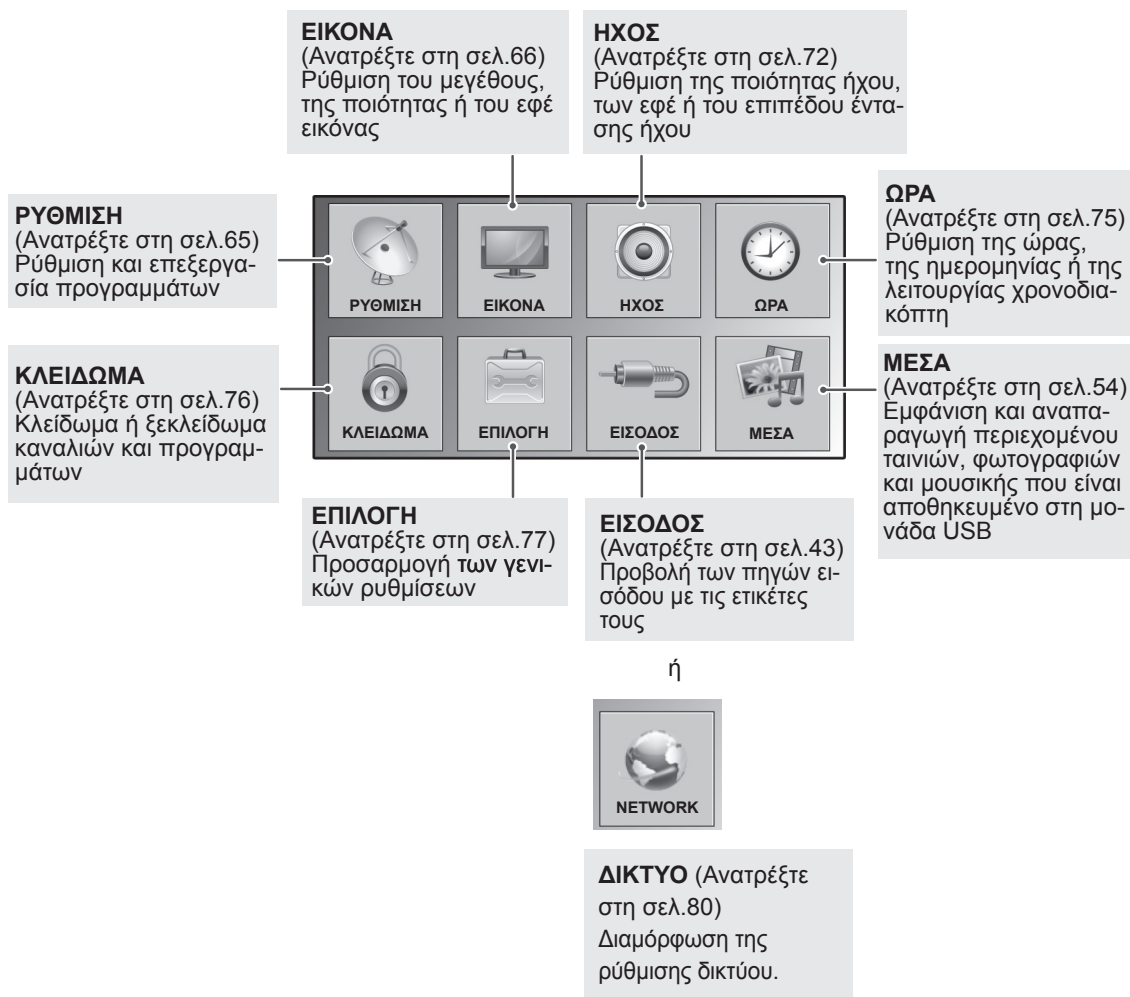 ΕΙΚΟΝΑ
(Ανατρέξτε στη σελ.66)
Ρύθμιση του μεγέθους,
της ποιότητας ή του εφέ
εικόνας
ΗΧΟΣ
(Ανατρέξτε στη σελ.72)
Ρύθμιση της ποιότητας ήχου,
των εφέ ή του επιπέδου έντα-
σης ήχου
ΡΥΘΜΙΣΗ
(Ανατρέξτε στη σελ.65)
Ρύθμιση και επεξεργα-
σία προγραμμάτων
ΩΡΑ
(Ανατρέξτε στη σελ.75)
Ρύθμιση της ώρας,
της ημερομηνίας ή της
λειτουργίας χρονοδια-
κόπτη
ΡΥΘΜΙΣΗ ΕΙΚΟΝΑ ΗΧΟΣ ΩΡΑ
ΚΛΕΙΔΩΜΑ ΕΠΙΛΟΓΗ ΕΙΣΟΔΟΣ ΜΕΣΑ
ΚΛΕΙΔΩΜΑ
(Ανατρέξτε στη σελ.76)
Κλείδωμα ή ξεκλείδωμα
καναλιών και προγραμ-
μάτων
ΜΕΣΑ
(Ανατρέξτε στη σελ.54)
Εμφάνιση και αναπα-
ραγωγή περιεχομένου
ταινιών, φωτογραφιών
και μουσικής που είναι
αποθηκευμένο στη μο-
νάδα USB
ΕΠΙΛΟΓΗ
(Ανατρέξτε στη σελ.77)
Προσαρμογή των γενι-
κών ρυθμίσεων
ΕΙΣΟΔΟΣ
(Ανατρέξτε στη σελ.43)
Προβολή των πηγών ει-
σόδου με τις ετικέτες
τους
ή
NETWORK
ΔΙΚΤΥΟ (Ανατρέξτε
στη σελ.80)
Διαμόρφωση της
ρύθμισης δικτύου.